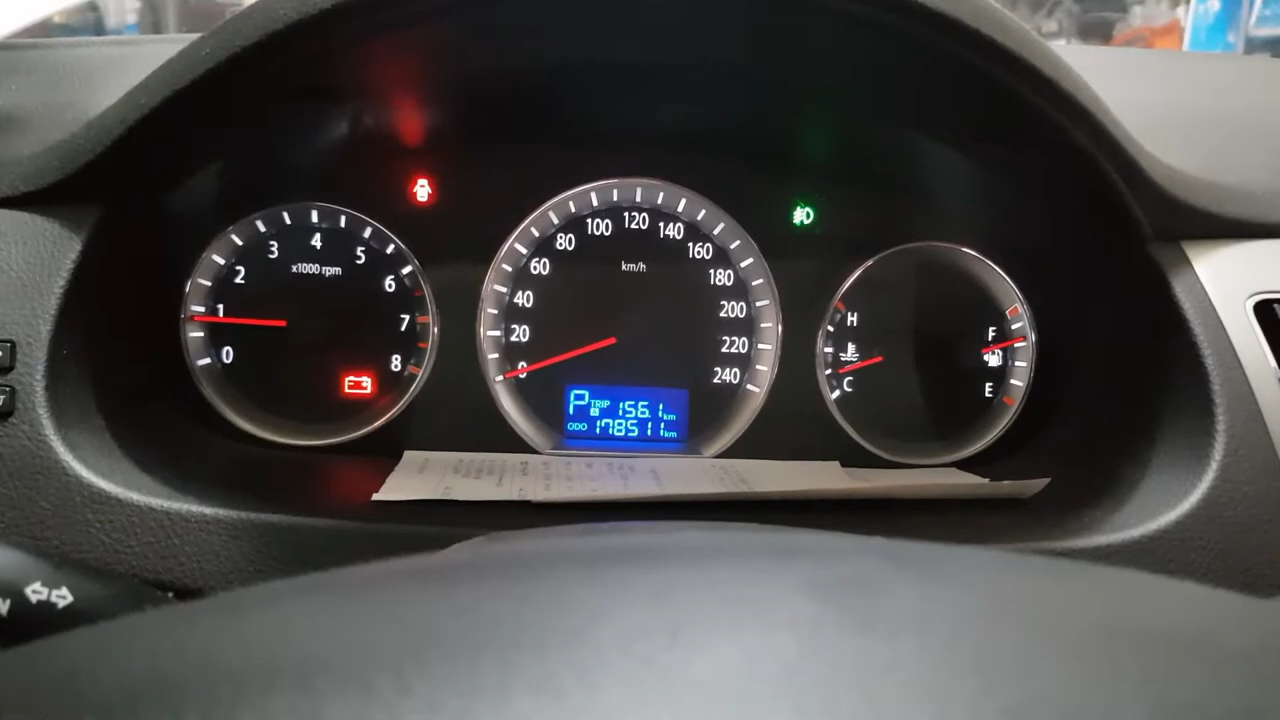 0 1 2 3 4 5 6 7 8
x1000 rpm
0 20 40 60 80 100 120 140 160 180 200 220 240
km/h
P TRIP A 156.1 km
ODO 178511 km
H
C
F
E